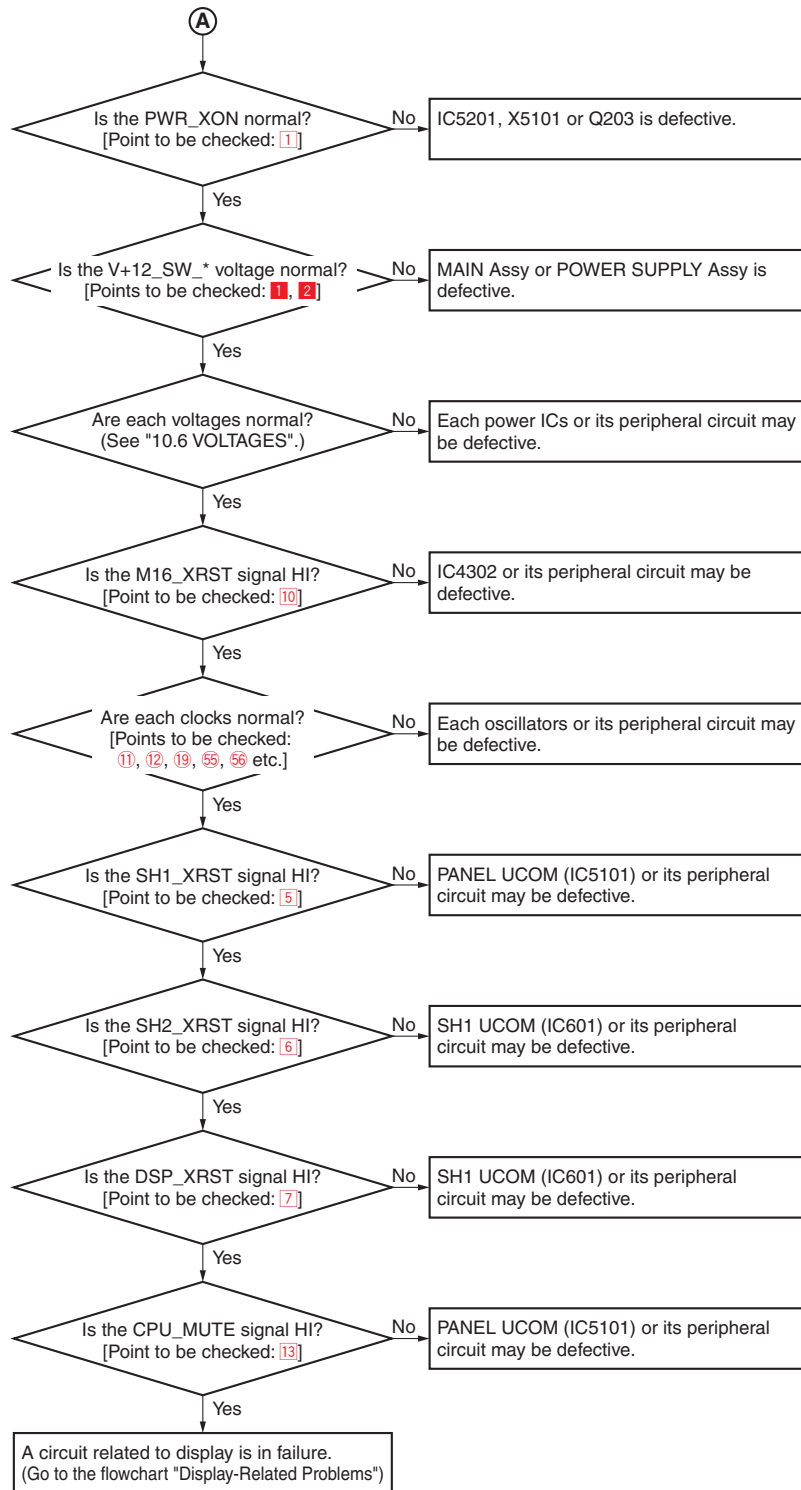 A
Is the PWR_XON normal?
[Point to be checked: 1]
No
IC5201, X5101 or Q203 is defective.
Yes
Is the V+12_SW_* voltage normal?
[Points to be checked: 1, 2]
No
MAIN Assy or POWER SUPPLY Assy is
defective.
Yes
Are each voltages normal?
(See "10.6 VOLTAGES".)
No
Each power ICs or its peripheral circuit may
be defective.
Yes
Is the M16_XRST signal HI?
[Point to be checked: 10]
No
IC4302 or its peripheral circuit may be
defective.
Yes
Are each clocks normal?
[Points to be checked:
⑪, ⑫, ⑲, 55, 56 etc.]
No
Each oscillators or its peripheral circuit may
be defective.
Yes
Is the SH1_XRST signal HI?
[Point to be checked: 5]
No
PANEL UCOM (IC5101) or its peripheral
circuit may be defective.
Yes
Is the SH2_XRST signal HI?
[Point to be checked: 6]
No
SH1 UCOM (IC601) or its peripheral
circuit may be defective.
Yes
Is the DSP_XRST signal HI?
[Point to be checked: 7]
No
SH1 UCOM (IC601) or its peripheral
circuit may be defective.
Yes
Is the CPU_MUTE signal HI?
[Point to be checked: 13]
No
PANEL UCOM (IC5101) or its peripheral
circuit may be defective.
Yes
A circuit related to display is in failure.
(Go to the flowchart "Display-Related Problems")